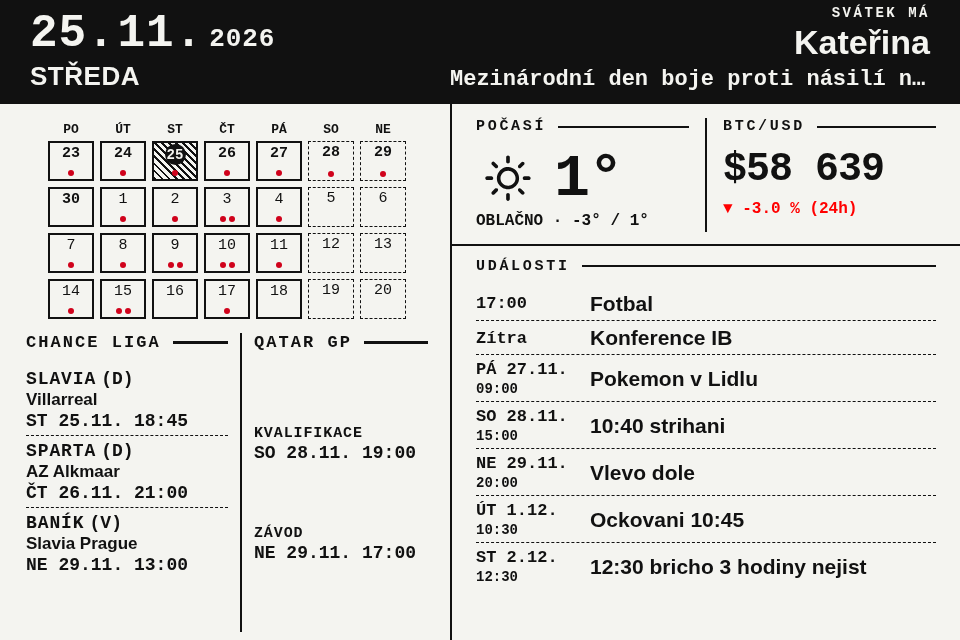 25.11. 2026
STŘEDA
SVÁTEK MÁ
Kateřina
Mezinárodní den boje proti násilí n…
PO ÚT ST ČT PÁ SO NE
23 24 25 26 27 28 29
30 1 2 3 4 5 6
7 8 9 10 11 12 13
14 15 16 17 18 19 20
CHANCE LIGA
SLAVIA (D)
Villarreal
ST 25.11. 18:45
SPARTA (D)
AZ Alkmaar
ČT 26.11. 21:00
BANÍK (V)
Slavia Prague
NE 29.11. 13:00
QATAR GP
KVALIFIKACE
SO 28.11. 19:00
ZÁVOD
NE 29.11. 17:00
POČASÍ
1°
OBLAČNO · -3° / 1°
BTC/USD
$58 639
▼ -3.0 % (24h)
UDÁLOSTI
17:00 Fotbal
Zítra Konference IB
PÁ 27.11.
09:00
Pokemon v Lidlu
SO 28.11.
15:00
10:40 strihani
NE 29.11.
20:00
Vlevo dole
ÚT 1.12.
10:30
Ockovani 10:45
ST 2.12.
12:30
12:30 bricho 3 hodiny nejist